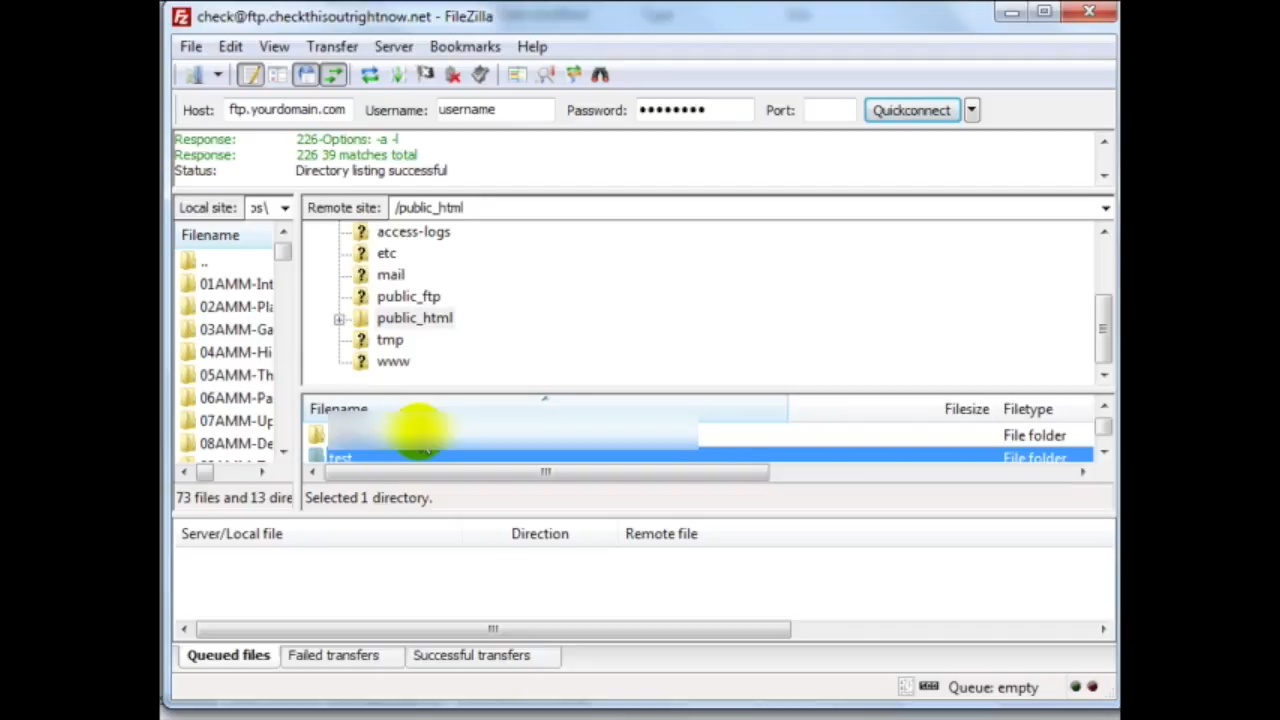 check@ftp.checkthisoutrightnow.net - FileZilla
File Edit View Transfer Server Bookmarks Help
Host: ftp.yourdomain.com Username: username Password: ●●●●●●●● Port: Quickconnect
Response: 226-Options: -a -l
Response: 226 39 matches total
Status: Directory listing successful
Local site: os\ Remote site: /public_html
Filename
..
01AMM-Int
02AMM-Pla
03AMM-Ga
04AMM-Hi
05AMM-Th
06AMM-Pa
07AMM-Up
08AMM-De
access-logs
etc
mail
public_ftp
public_html
tmp
www
Filename Filesize Filetype
File folder
test File folder
73 files and 13 dire Selected 1 directory.
Server/Local file Direction Remote file
Queued files Failed transfers Successful transfers
Queue: empty